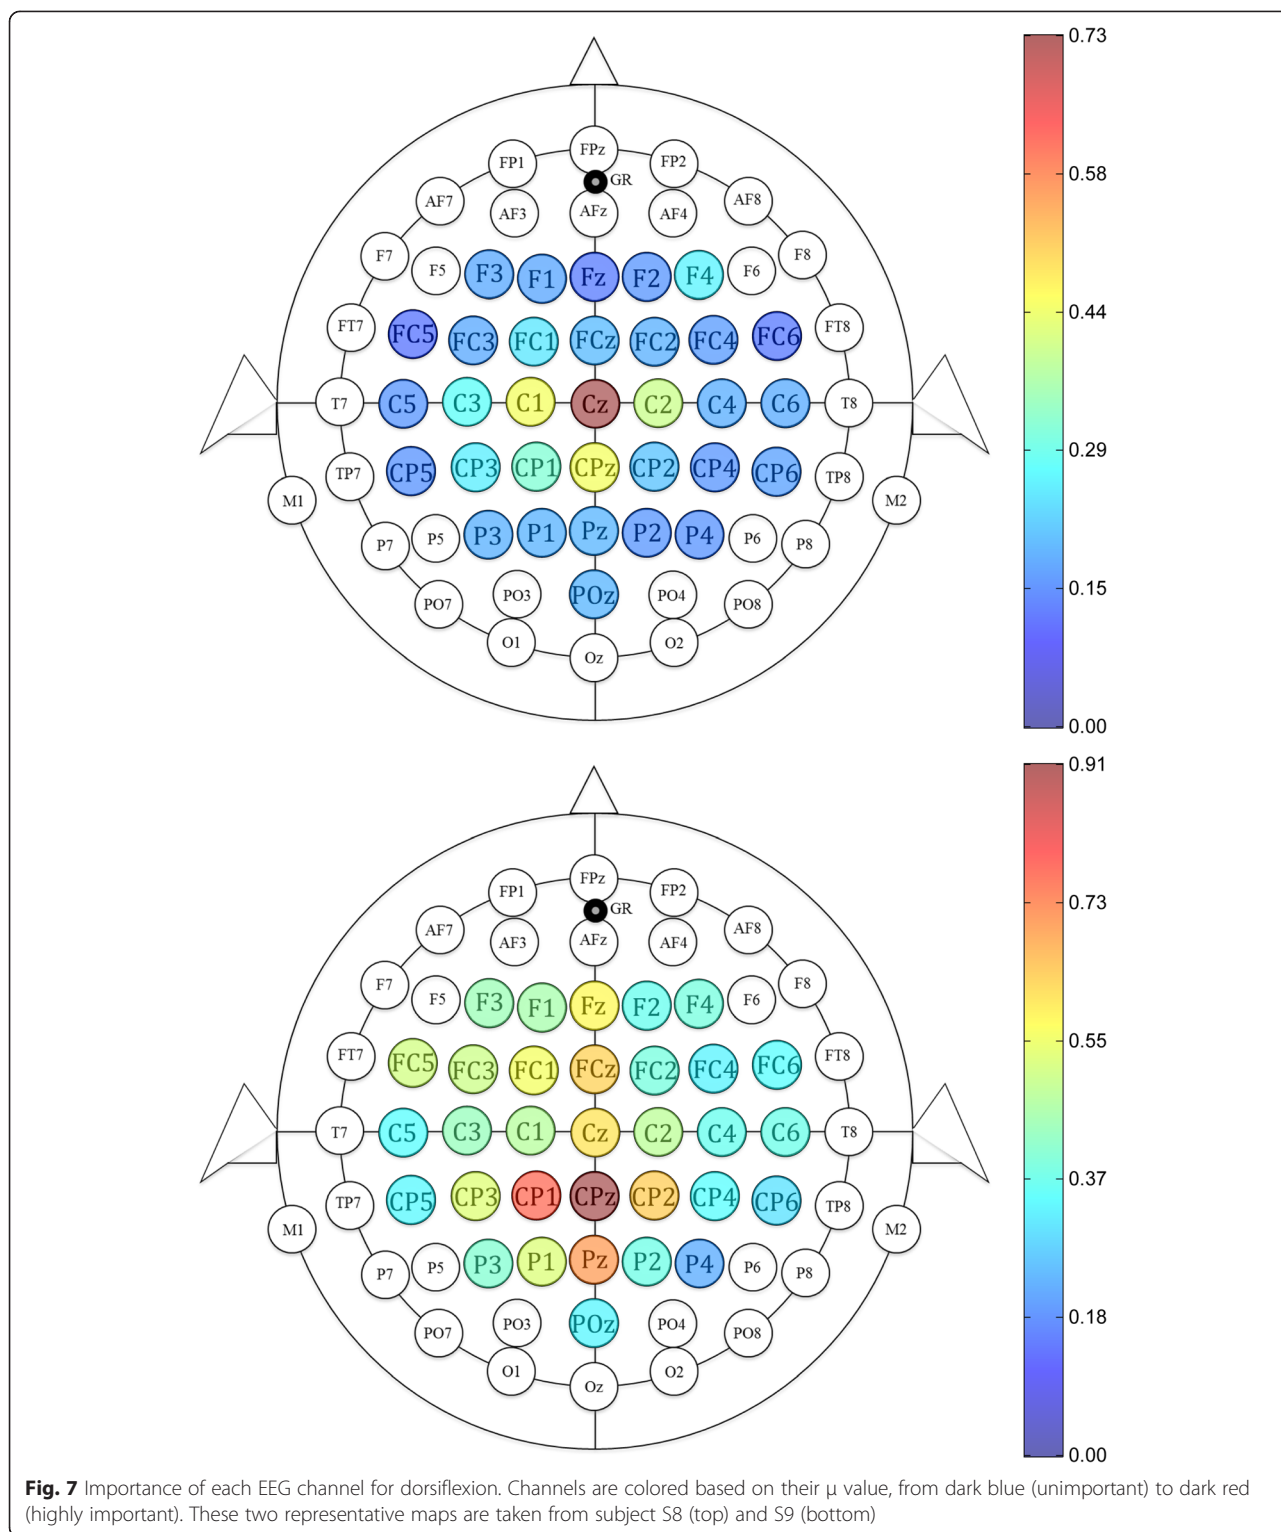 0.73
FPz
FP1
FP2
GR
AF7
AF8
AF3
AFz
AF4
F7
F8
F5
F3
F1
Fz
F2
F4
F6
0.58
0.44
FT7
FC5
FC3
FC1
FCz
FC2
FC4
FC6
FT8
T7
C5
C3
C1
Cz
C2
C4
C6
T8
0.29
TP7
CP5
CP3
CP1
CPz
CP2
CP4
CP6
TP8
M1
M2
P7
P5
P3
P1
Pz
P2
P4
P6
P8
0.15
PO7
PO3
POz
PO4
PO8
O1
Oz
O2
0.00
0.91
FPz
FP1
FP2
GR
0.73
AF7
AF8
AF3
AFz
AF4
F7
F8
F5
F3
F1
Fz
F2
F4
F6
0.55
FT7
FC5
FC3
FC1
FCz
FC2
FC4
FC6
FT8
T7
C5
C3
C1
Cz
C2
C4
C6
T8
0.37
TP7
CP5
CP3
CP1
CPz
CP2
CP4
CP6
TP8
M1
M2
P7
P5
P3
P1
Pz
P2
P4
P6
P8
0.18
PO7
PO3
POz
PO4
PO8
O1
Oz
O2
0.00
Fig. 7 Importance of each EEG channel for dorsiflexion. Channels are colored based on their μ value, from dark blue (unimportant) to dark red
(highly important). These two representative maps are taken from subject S8 (top) and S9 (bottom)